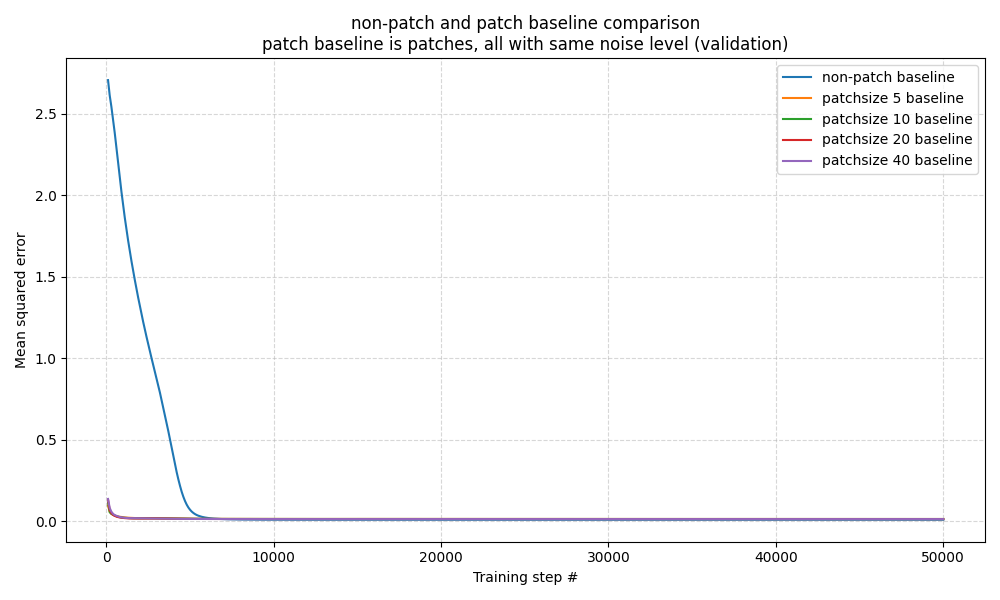 non-patch and patch baseline comparison
patch baseline is patches, all with same noise level (validation)
Mean squared error
2.5
2.0
1.5
1.0
0.5
0.0
non-patch baseline
patchsize 5 baseline
patchsize 10 baseline
patchsize 20 baseline
patchsize 40 baseline
0 10000 20000 30000 40000 50000
Training step #